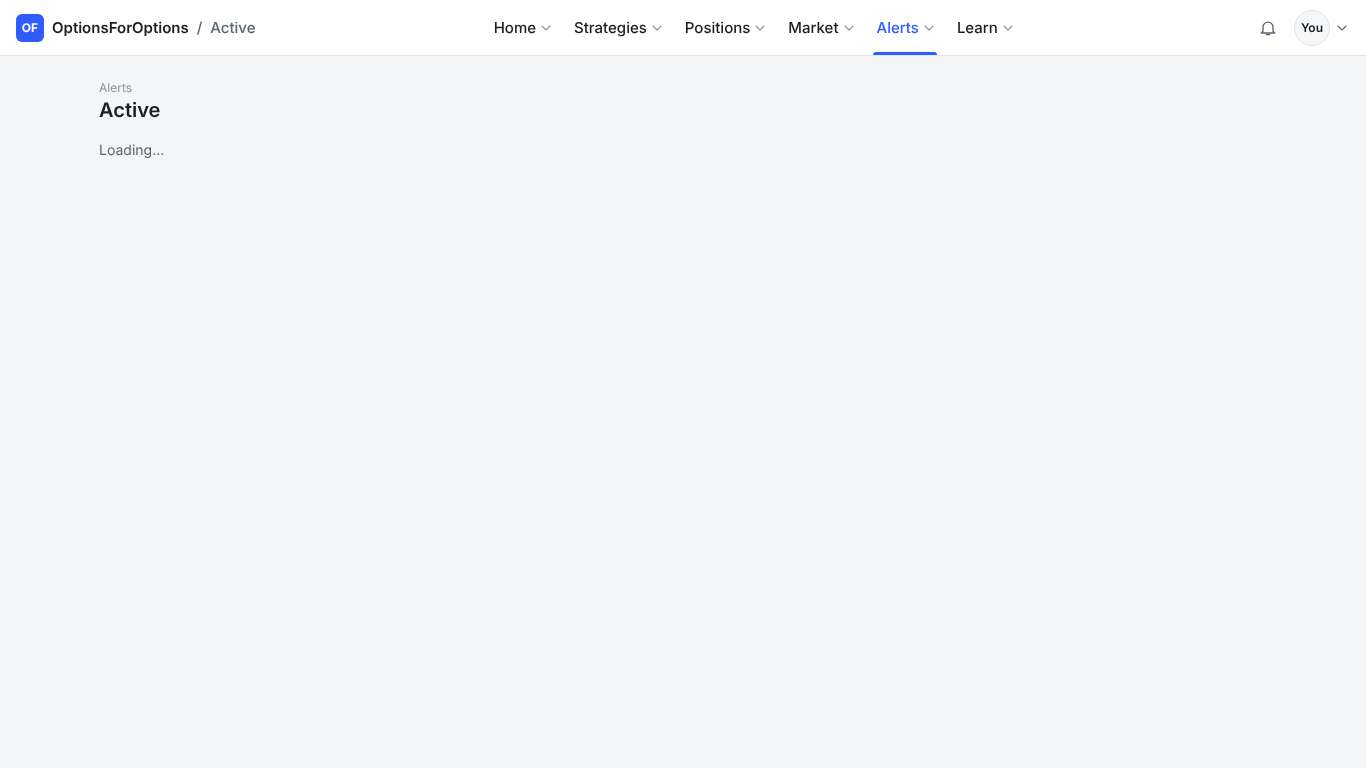 OF OptionsForOptions / Active Home Strategies Positions Market Alerts Learn You
Alerts
Active
Loading...